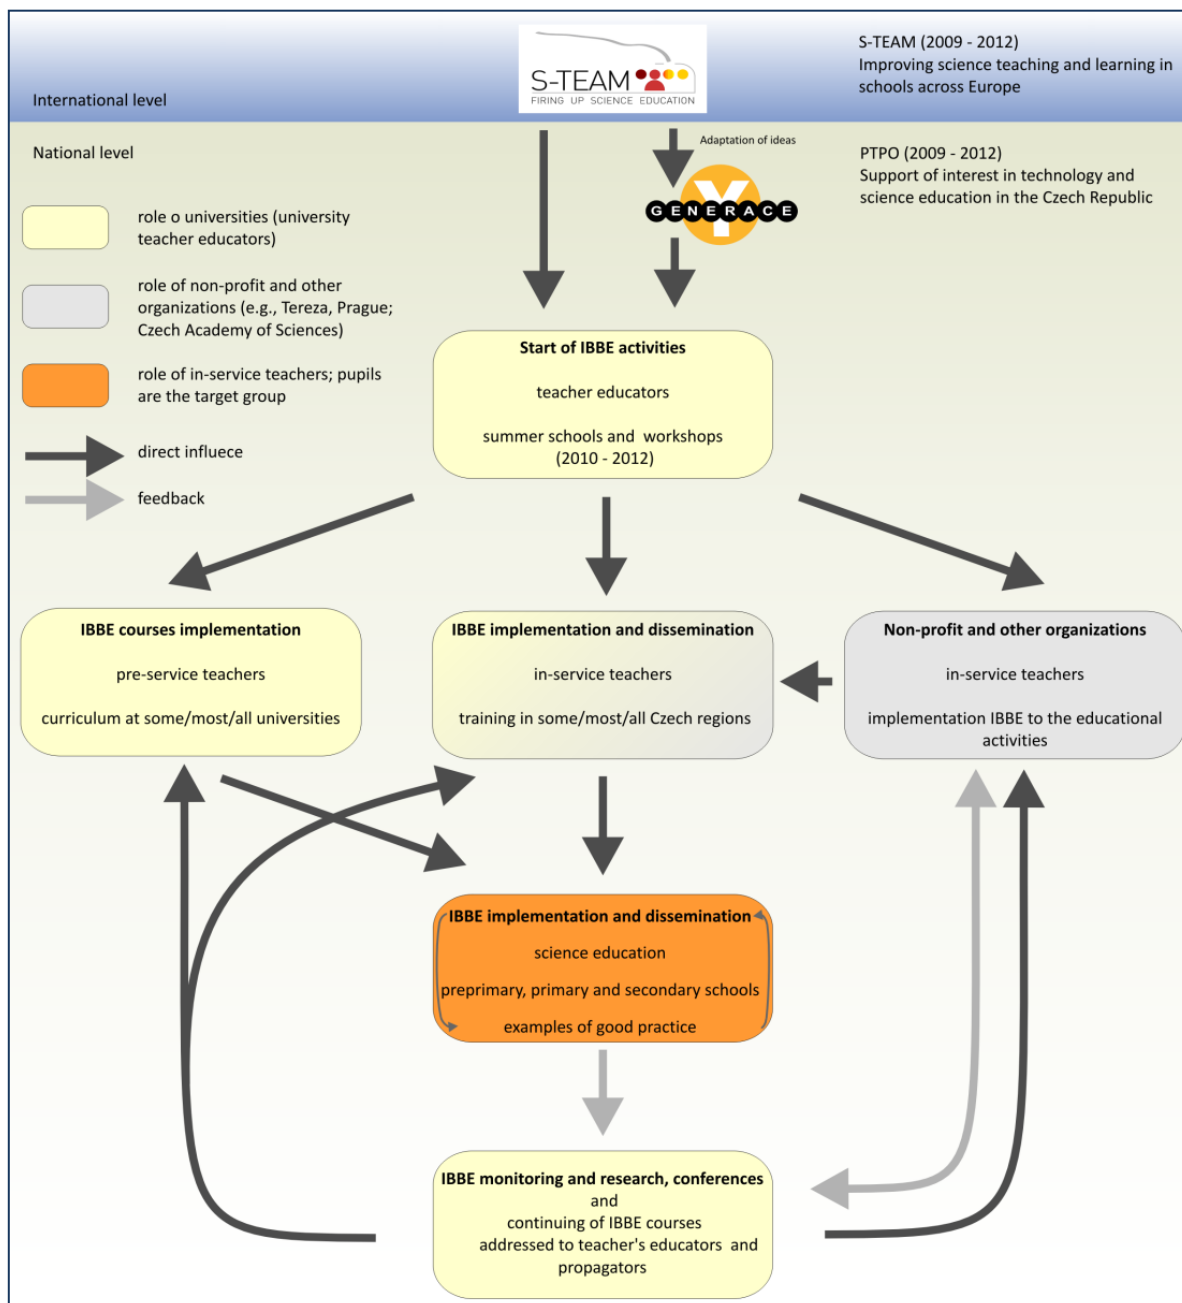 S-TEAM
FIRING UP SCIENCE EDUCATION
S-TEAM (2009 - 2012)
Improving science teaching and learning in
schools across Europe
International level
National level
Adaptation of ideas
Y
GENERACE
PTPO (2009 - 2012)
Support of interest in technology and
science education in the Czech Republic
role o universities (university
teacher educators)
role of non-profit and other
organizations (e.g., Tereza, Prague;
Czech Academy of Sciences)
role of in-service teachers; pupils
are the target group
direct influece
feedback
Start of IBBE activities
teacher educators
summer schools and workshops
(2010 - 2012)
IBBE courses implementation
pre-service teachers
curriculum at some/most/all universities
IBBE implementation and dissemination
in-service teachers
training in some/most/all Czech regions
Non-profit and other organizations
in-service teachers
implementation IBBE to the educational
activities
IBBE implementation and dissemination
science education
preprimary, primary and secondary schools
examples of good practice
IBBE monitoring and research, conferences
and
continuing of IBBE courses
addressed to teacher's educators and
propagators